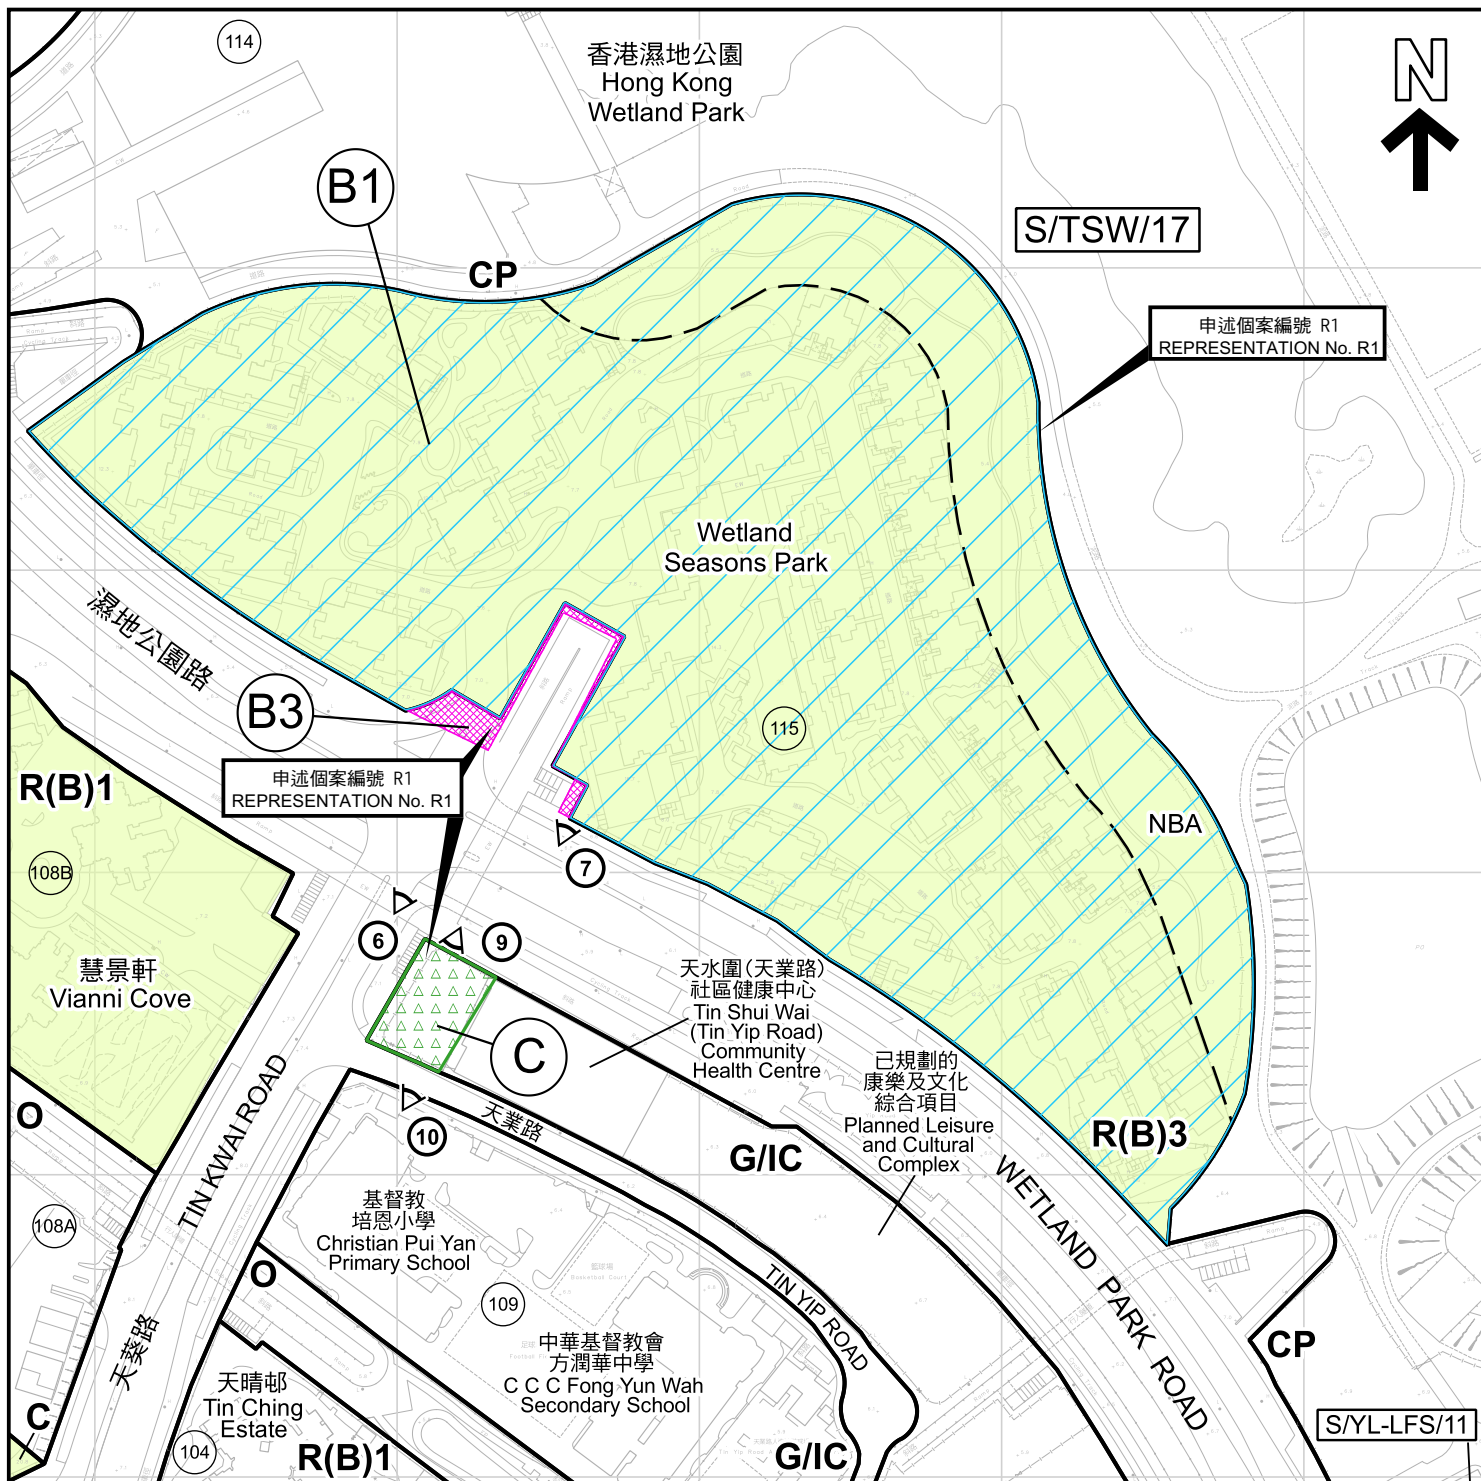 114
香港濕地公園
Hong Kong
Wetland Park
N
B1
S/TSW/17
CP
申述個案編號 R1
REPRESENTATION No. R1
Wetland
Seasons Park
濕地公園路
B3
115
申述個案編號 R1
REPRESENTATION No. R1
R(B)1
NBA
108B
7
6
9
慧景軒
Vianni Cove
天水圍(天業路)
社區健康中心
Tin Shui Wai
(Tin Yip Road)
Community
Health Centre
C
已規劃的
康樂及文化
綜合項目
Planned Leisure
and Cultural
Complex
O
10
天業路
G/IC
R(B)3
TIN KWAI ROAD
WETLAND PARK ROAD
108A
基督教
培恩小學
Christian Pui Yan
Primary School
O
109
TIN YIP ROAD
天葵路
中華基督教會
方潤華中學
C C C Fong Yun Wah
Secondary School
CP
天晴邨
Tin Ching
Estate
C
104
R(B)1
G/IC
S/YL-LFS/11